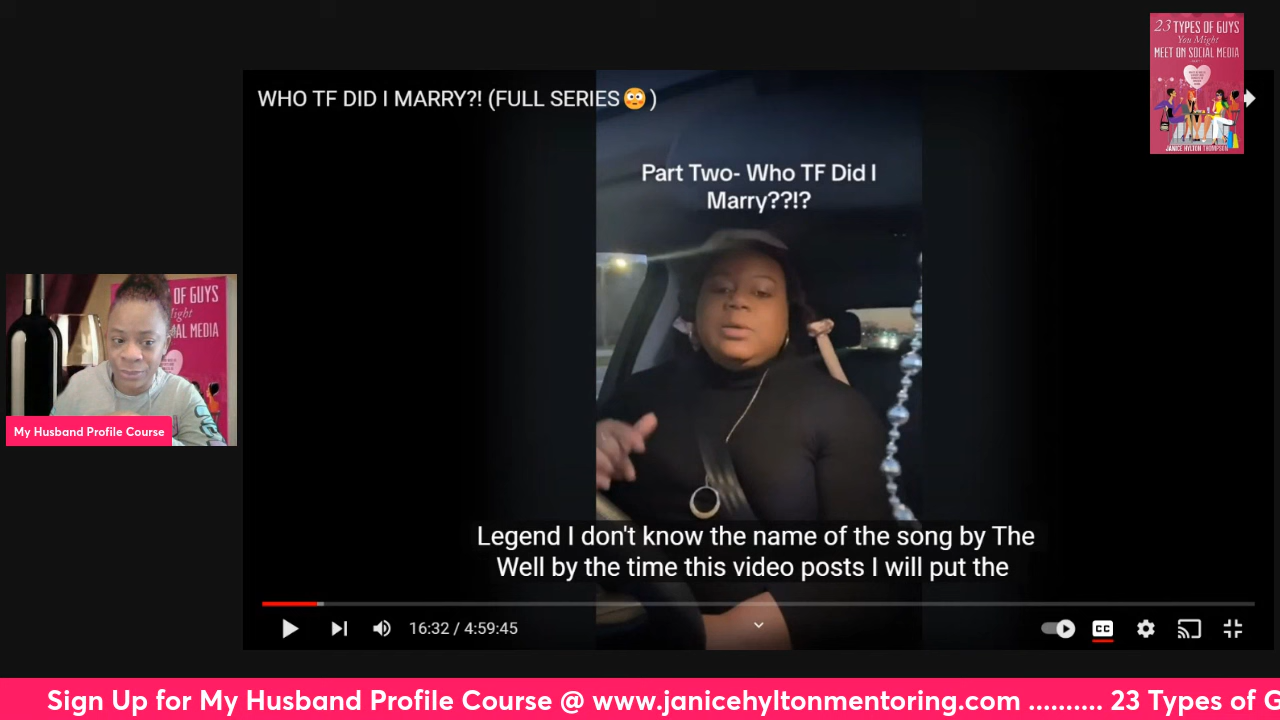 23 TYPES OF GUYS
You Might
MEET ON SOCIAL MEDIA
JANICE HYLTON THOMPSON
WHO TF DID I MARRY?! (FULL SERIES😳)
Part Two- Who TF Did I
Marry??!?
OF GUYS
Might
AL MEDIA
My Husband Profile Course
Legend I don't know the name of the song by The
Well by the time this video posts I will put the
16:32 / 4:59:45
CC
Sign Up for My Husband Profile Course @ www.janicehyltonmentoring.com .......... 23 Types of G